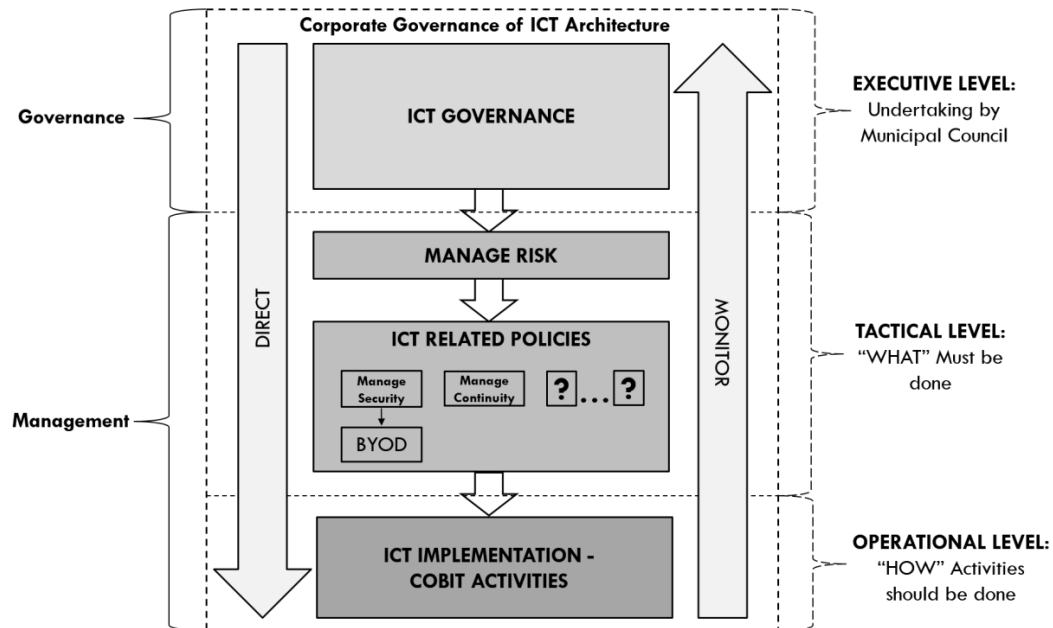 Corporate Governance of ICT Architecture
Governance
ICT GOVERNANCE
EXECUTIVE LEVEL:
Undertaking by
Municipal Council
DIRECT
MONITOR
MANAGE RISK
Management
ICT RELATED POLICIES
Manage
Security
Manage
Continuity
? ... ?
BYOD
TACTICAL LEVEL:
“WHAT” Must be
done
ICT IMPLEMENTATION -
COBIT ACTIVITIES
OPERATIONAL LEVEL:
“HOW” Activities
should be done